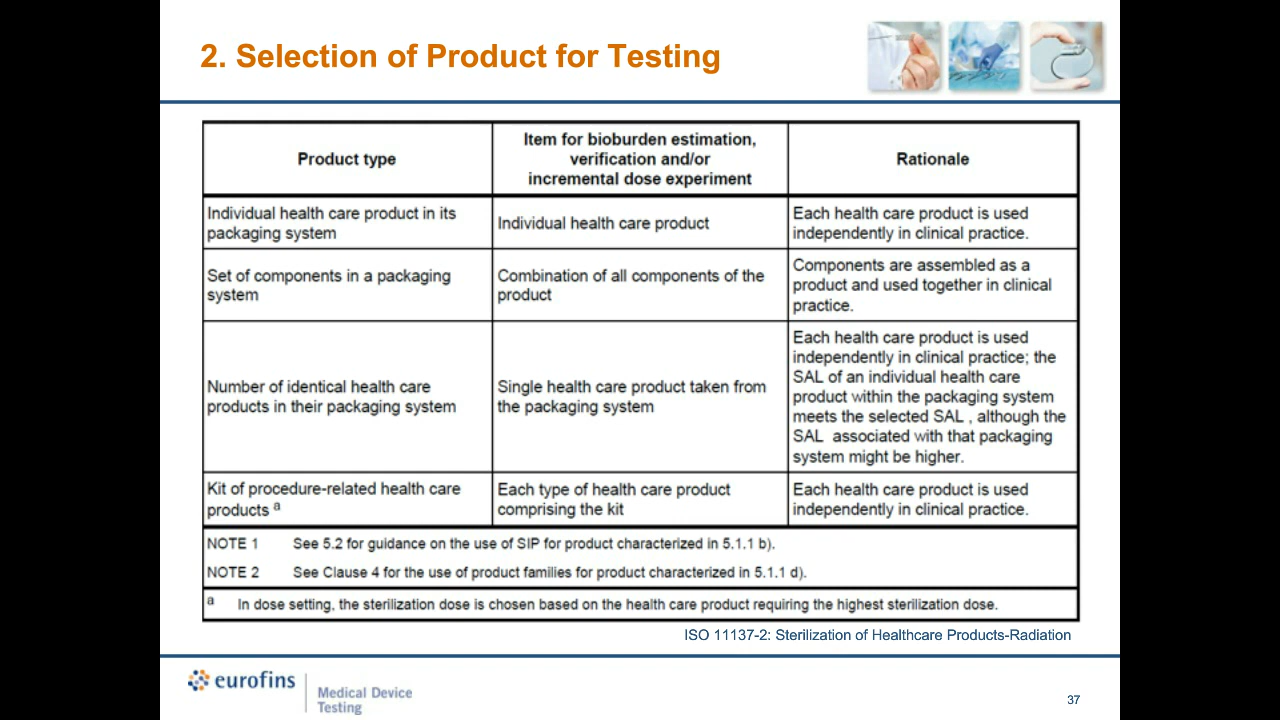 2. Selection of Product for Testing
Product type
Item for bioburden estimation,
verification and/or
incremental dose experiment
Rationale
Individual health care product in its
packaging system
Individual health care product
Each health care product is used
independently in clinical practice.
Set of components in a packaging
system
Combination of all components of the
product
Components are assembled as a
product and used together in clinical
practice.
Number of identical health care
products in their packaging system
Single health care product taken from
the packaging system
Each health care product is used
independently in clinical practice; the
SAL of an individual health care
product within the packaging system
meets the selected SAL , although the
SAL associated with that packaging
system might be higher.
Kit of procedure-related health care
products a
Each type of health care product
comprising the kit
Each health care product is used
independently in clinical practice.
NOTE 1 See 5.2 for guidance on the use of SIP for product characterized in 5.1.1 b).
NOTE 2 See Clause 4 for the use of product families for product characterized in 5.1.1 d).
a In dose setting, the sterilization dose is chosen based on the health care product requiring the highest sterilization dose.
ISO 11137-2: Sterilization of Healthcare Products-Radiation
eurofins
Medical Device
Testing
37